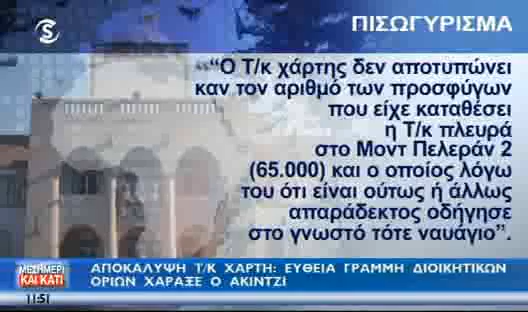 S
ΠΙΣΩΓΥΡΙΣΜΑ
“Ο Τ/κ χάρτης δεν αποτυπώνει
καν τον αριθμό των προσφύγων
που είχε καταθέσει
η Τ/κ πλευρά
στο Μοντ Πελεράν 2
(65.000) και ο οποίος λόγω
του ότι είναι ούτως ή άλλως
απαράδεκτος οδήγησε
στο γνωστό τότε ναυάγιο”.
ΜΕΣΗΜΕΡΙ
ΚΑΙ ΚΑΤΙ
ΑΠΟΚΑΛΥΨΗ Τ/Κ ΧΑΡΤΗ: ΕΥΘΕΙΑ ΓΡΑΜΜΗ ΔΙΟΙΚΗΤΙΚΩΝ
ΟΡΙΩΝ ΧΑΡΑΞΕ Ο ΑΚΙΝΤΖΙ
11:51